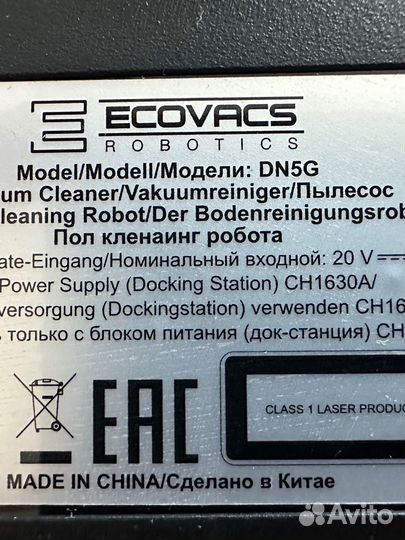 ECOVACS
ROBOTICS
Model/Modell/Модели: DN5G
um Cleaner/Vakuumreiniger/Пылесос
leaning Robot/Der Bodenreinigungsrob
Пол кленаинг робота
ate-Eingang/Номинальный входной: 20 V
Power Supply (Docking Station) CH1630A/
versorgung (Dockingstation) verwenden CH16
ь только с блоком питания (док-станция) CH
EAC
CLASS 1 LASER PRODUC
MADE IN CHINA/Сделано в Китае
Avito